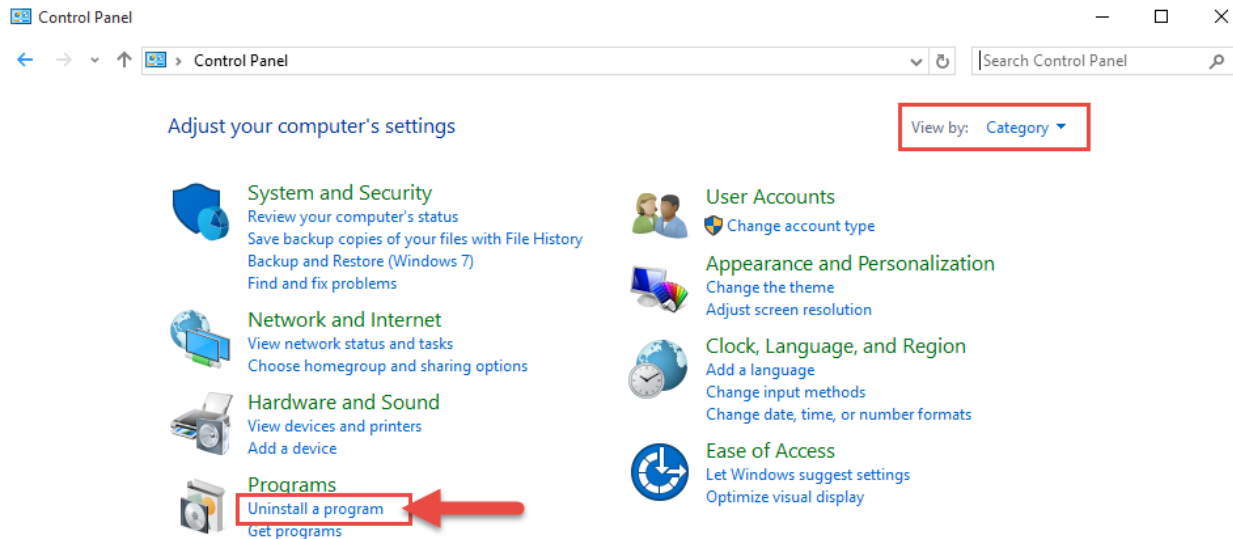 Control Panel
Control Panel
Search Control Panel
Adjust your computer's settings
View by: Category
System and Security
Review your computer's status
Save backup copies of your files with File History
Backup and Restore (Windows 7)
Find and fix problems
Network and Internet
View network status and tasks
Choose homegroup and sharing options
Hardware and Sound
View devices and printers
Add a device
Programs
Uninstall a program
Get programs
User Accounts
Change account type
Appearance and Personalization
Change the theme
Adjust screen resolution
Clock, Language, and Region
Add a language
Change input methods
Change date, time, or number formats
Ease of Access
Let Windows suggest settings
Optimize visual display